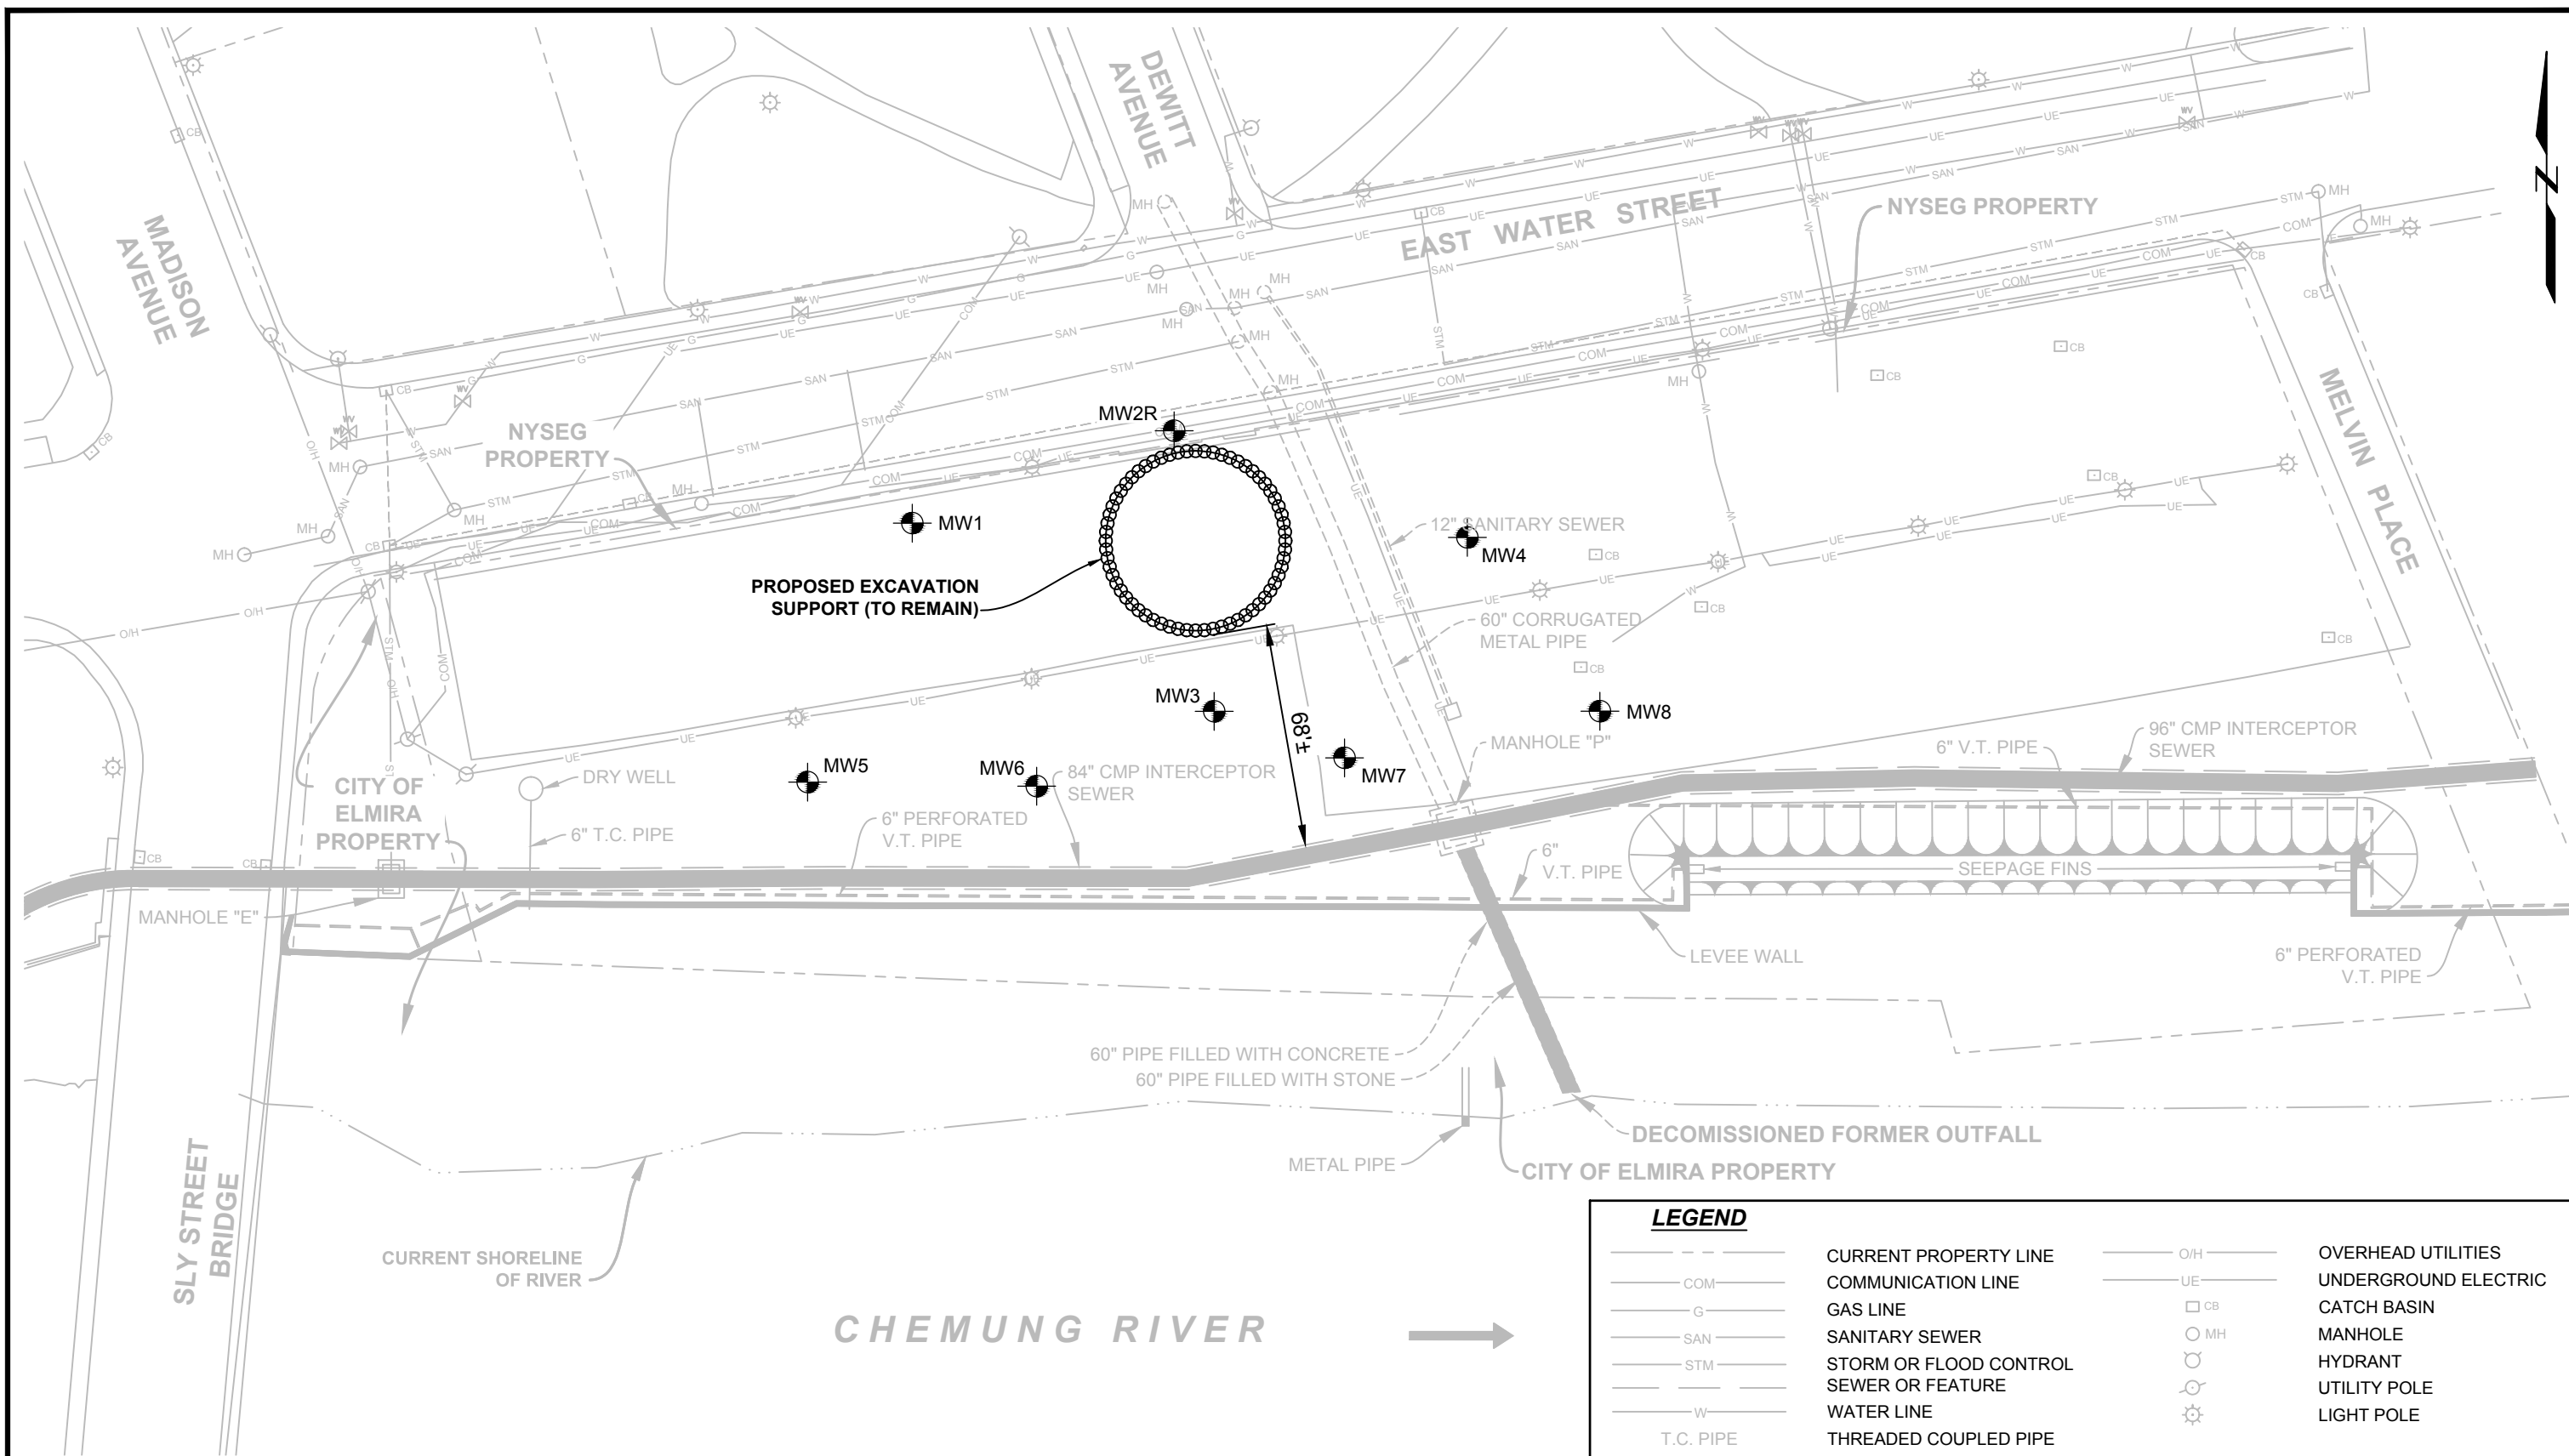 DEWITT
AVENUE
MADISON
AVENUE
EAST WATER STREET
NYSEG PROPERTY
MELVIN PLACE
NYSEG
PROPERTY
MW2R
MW1
12" SANITARY SEWER
MW4
PROPOSED EXCAVATION
SUPPORT (TO REMAIN)
60" CORRUGATED
METAL PIPE
MW3
68'±
MW8
MANHOLE "P"
96" CMP INTERCEPTOR
SEWER
6" V.T. PIPE
MW5
MW6
MW7
84" CMP INTERCEPTOR
SEWER
DRY WELL
CITY OF
ELMIRA
PROPERTY
6" T.C. PIPE
6" PERFORATED
V.T. PIPE
6"
V.T. PIPE
SEEPAGE FINS
MANHOLE "E"
LEVEE WALL
6" PERFORATED
V.T. PIPE
60" PIPE FILLED WITH CONCRETE
60" PIPE FILLED WITH STONE
DECOMISSIONED FORMER OUTFALL
METAL PIPE
CITY OF ELMIRA PROPERTY
SLY STREET
BRIDGE
CURRENT SHORELINE
OF RIVER
CHEMUNG RIVER
N
LEGEND
CURRENT PROPERTY LINE
COM COMMUNICATION LINE
G GAS LINE
SAN SANITARY SEWER
STM STORM OR FLOOD CONTROL
SEWER OR FEATURE
W WATER LINE
T.C. PIPE THREADED COUPLED PIPE
O/H OVERHEAD UTILITIES
UE UNDERGROUND ELECTRIC
CB CATCH BASIN
MH MANHOLE
HYDRANT
UTILITY POLE
LIGHT POLE